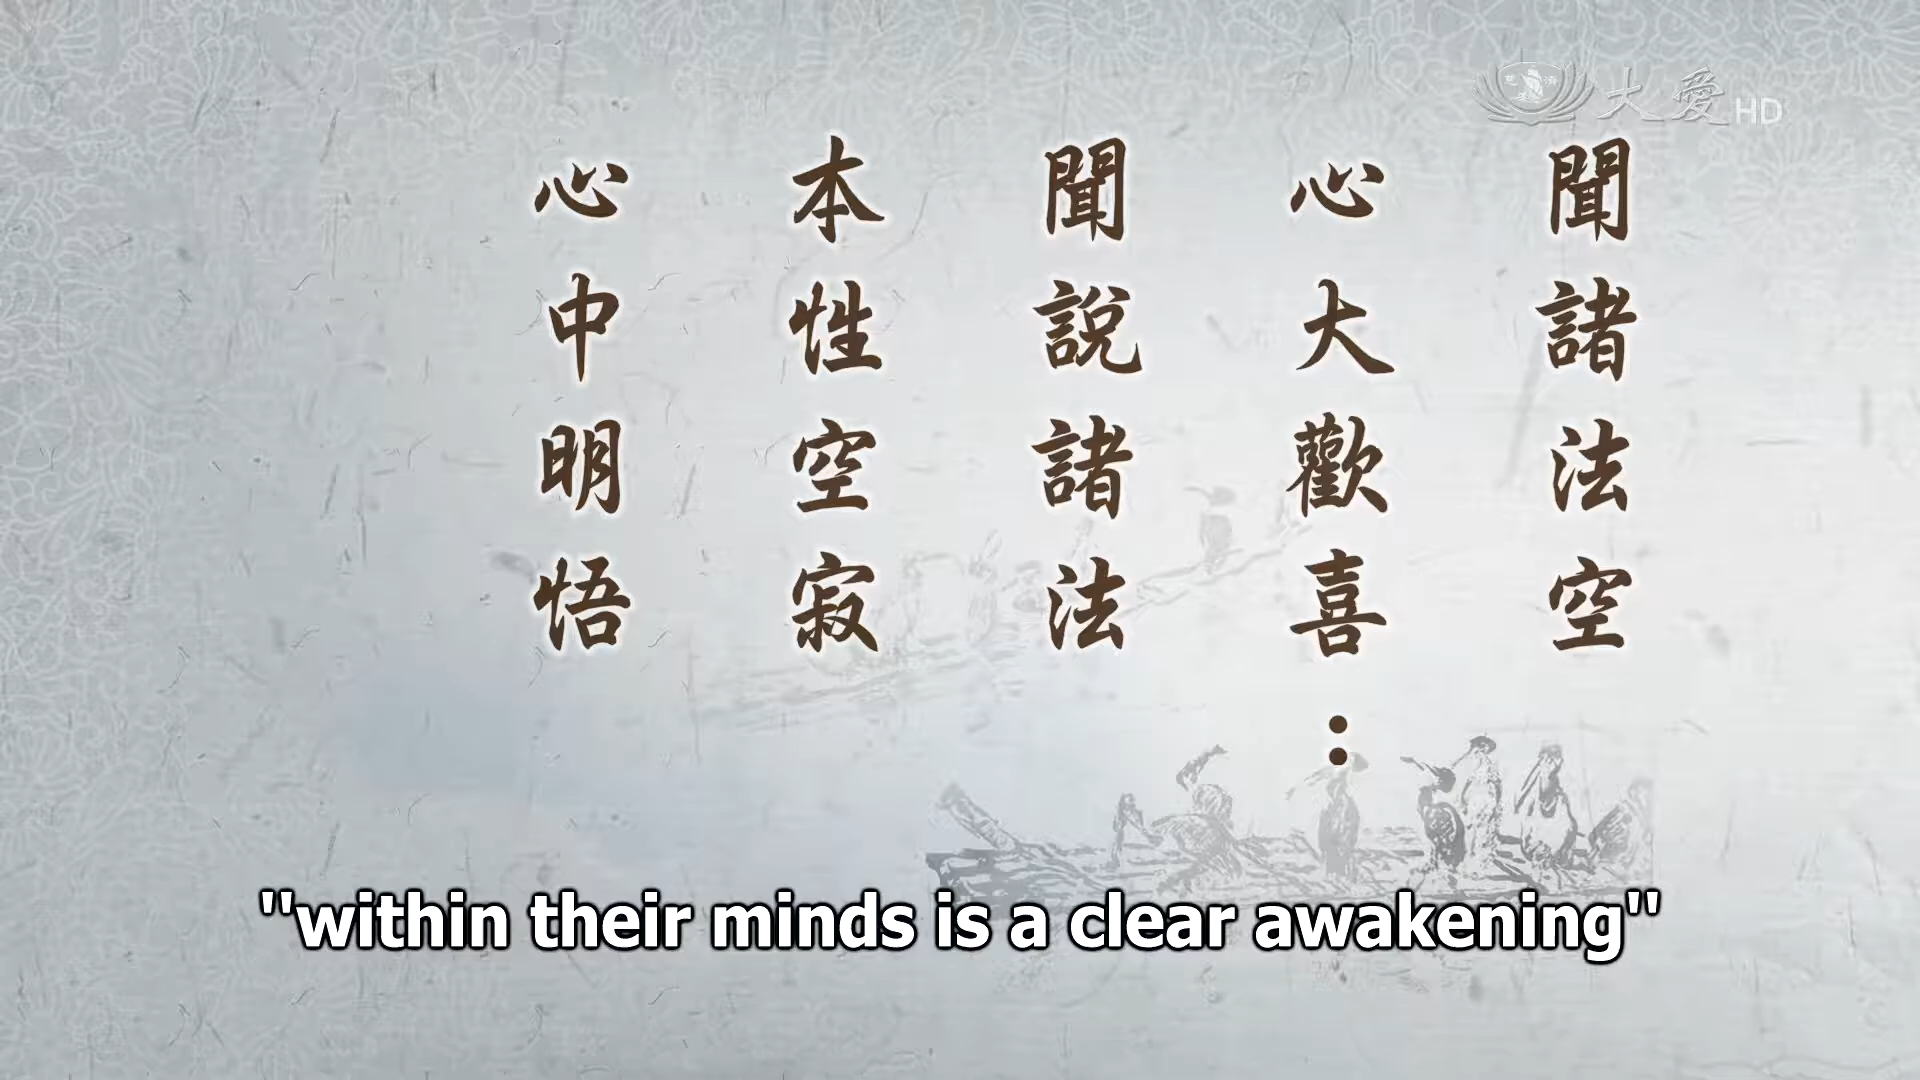 大愛HD
聞諸法空
心大歡喜：
聞說諸法
本性空寂
心中明悟
"within their minds is a clear awakening"